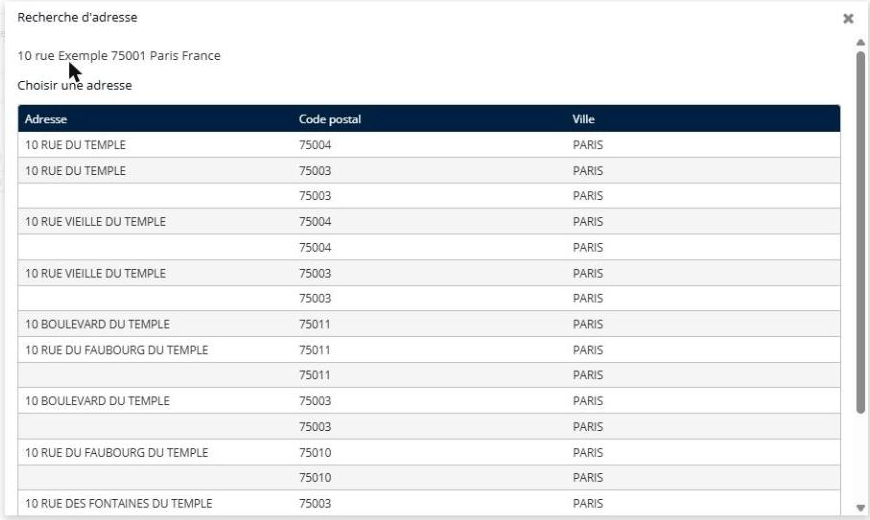 Recherche d'adresse
10 rue Exemple 75001 Paris France
Choisir une adresse
Adresse Code postal Ville
10 RUE DU TEMPLE 75004 PARIS
10 RUE DU TEMPLE 75003 PARIS
75003 PARIS
10 RUE VIEILLE DU TEMPLE 75004 PARIS
75004 PARIS
10 RUE VIEILLE DU TEMPLE 75003 PARIS
75003 PARIS
10 BOULEVARD DU TEMPLE 75011 PARIS
10 RUE DU FAUBOURG DU TEMPLE 75011 PARIS
75011 PARIS
10 BOULEVARD DU TEMPLE 75003 PARIS
75003 PARIS
10 RUE DU FAUBOURG DU TEMPLE 75010 PARIS
75010 PARIS
10 RUE DES FONTAINES DU TEMPLE 75003 PARIS